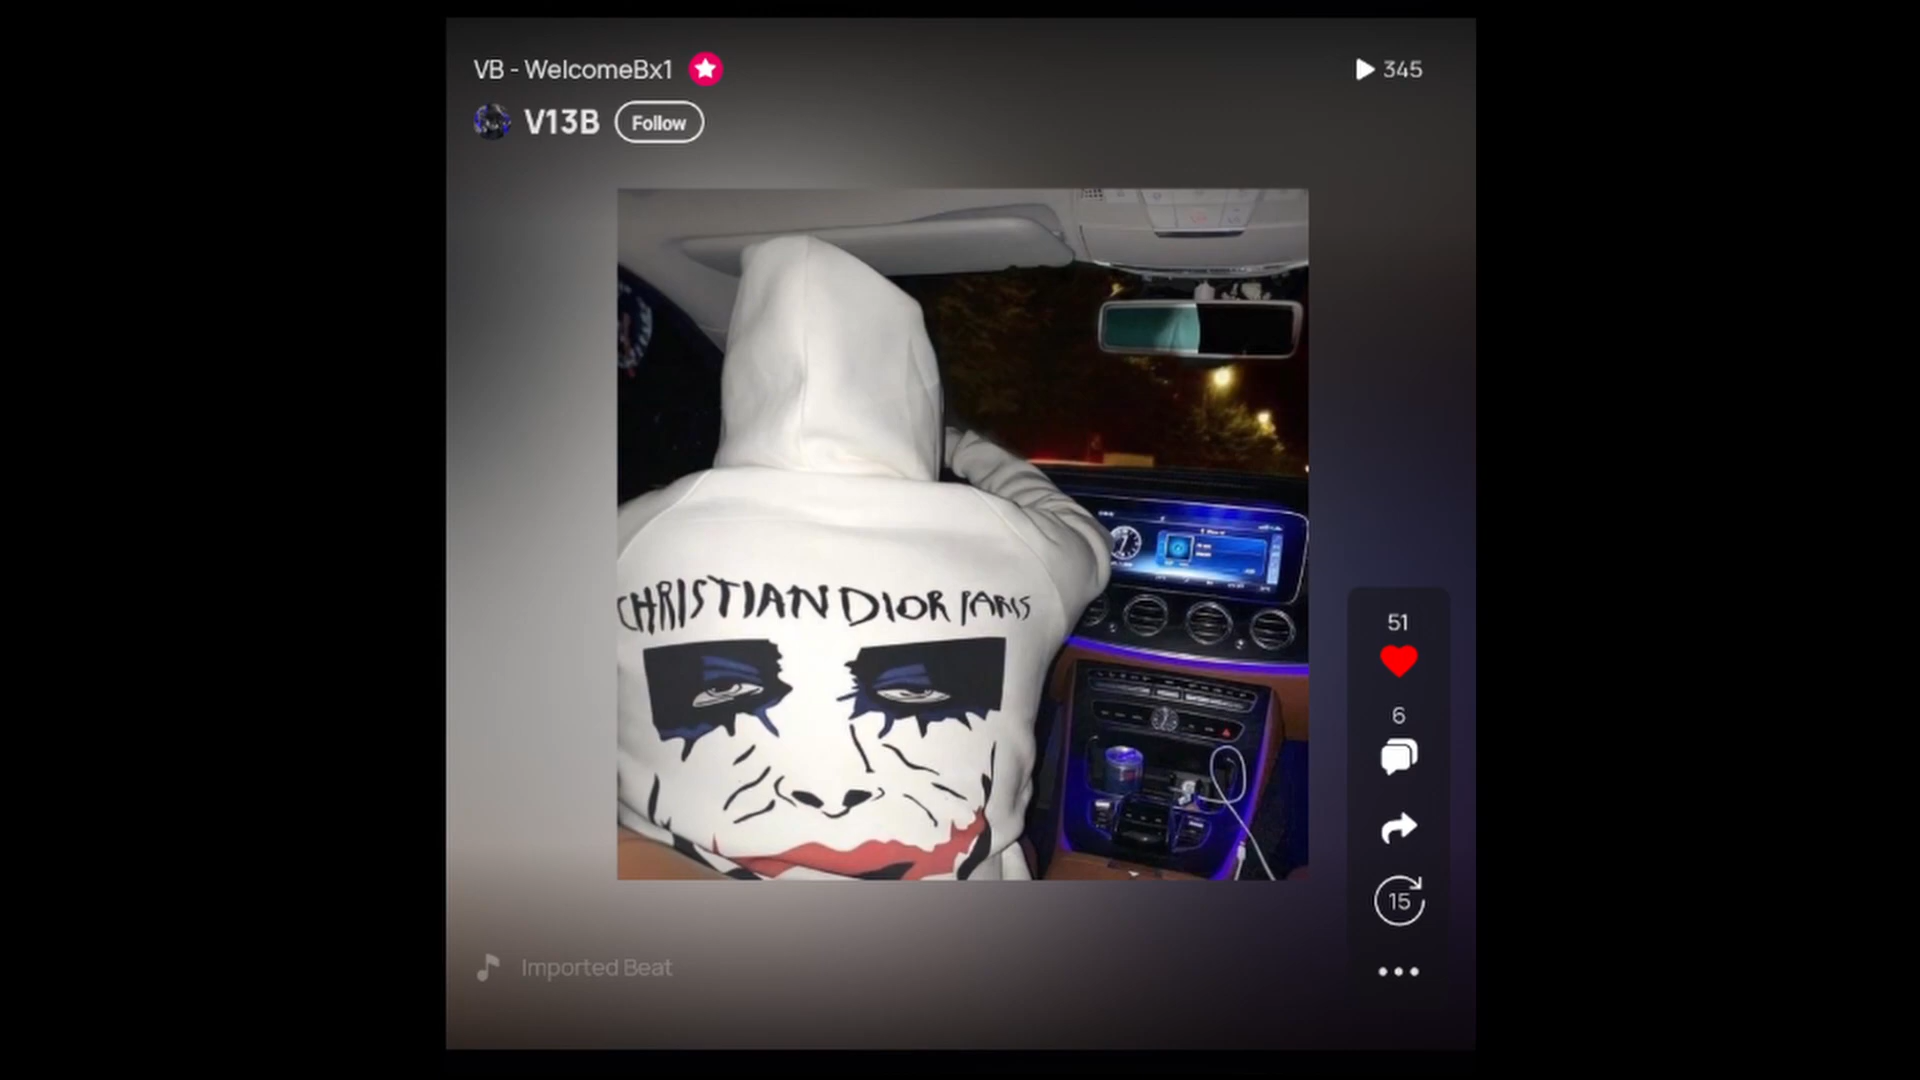 VB - WelcomeBx1
345
V13B
Follow
CHRISTIAN DIOR PARIS
51
6
15
Imported Beat